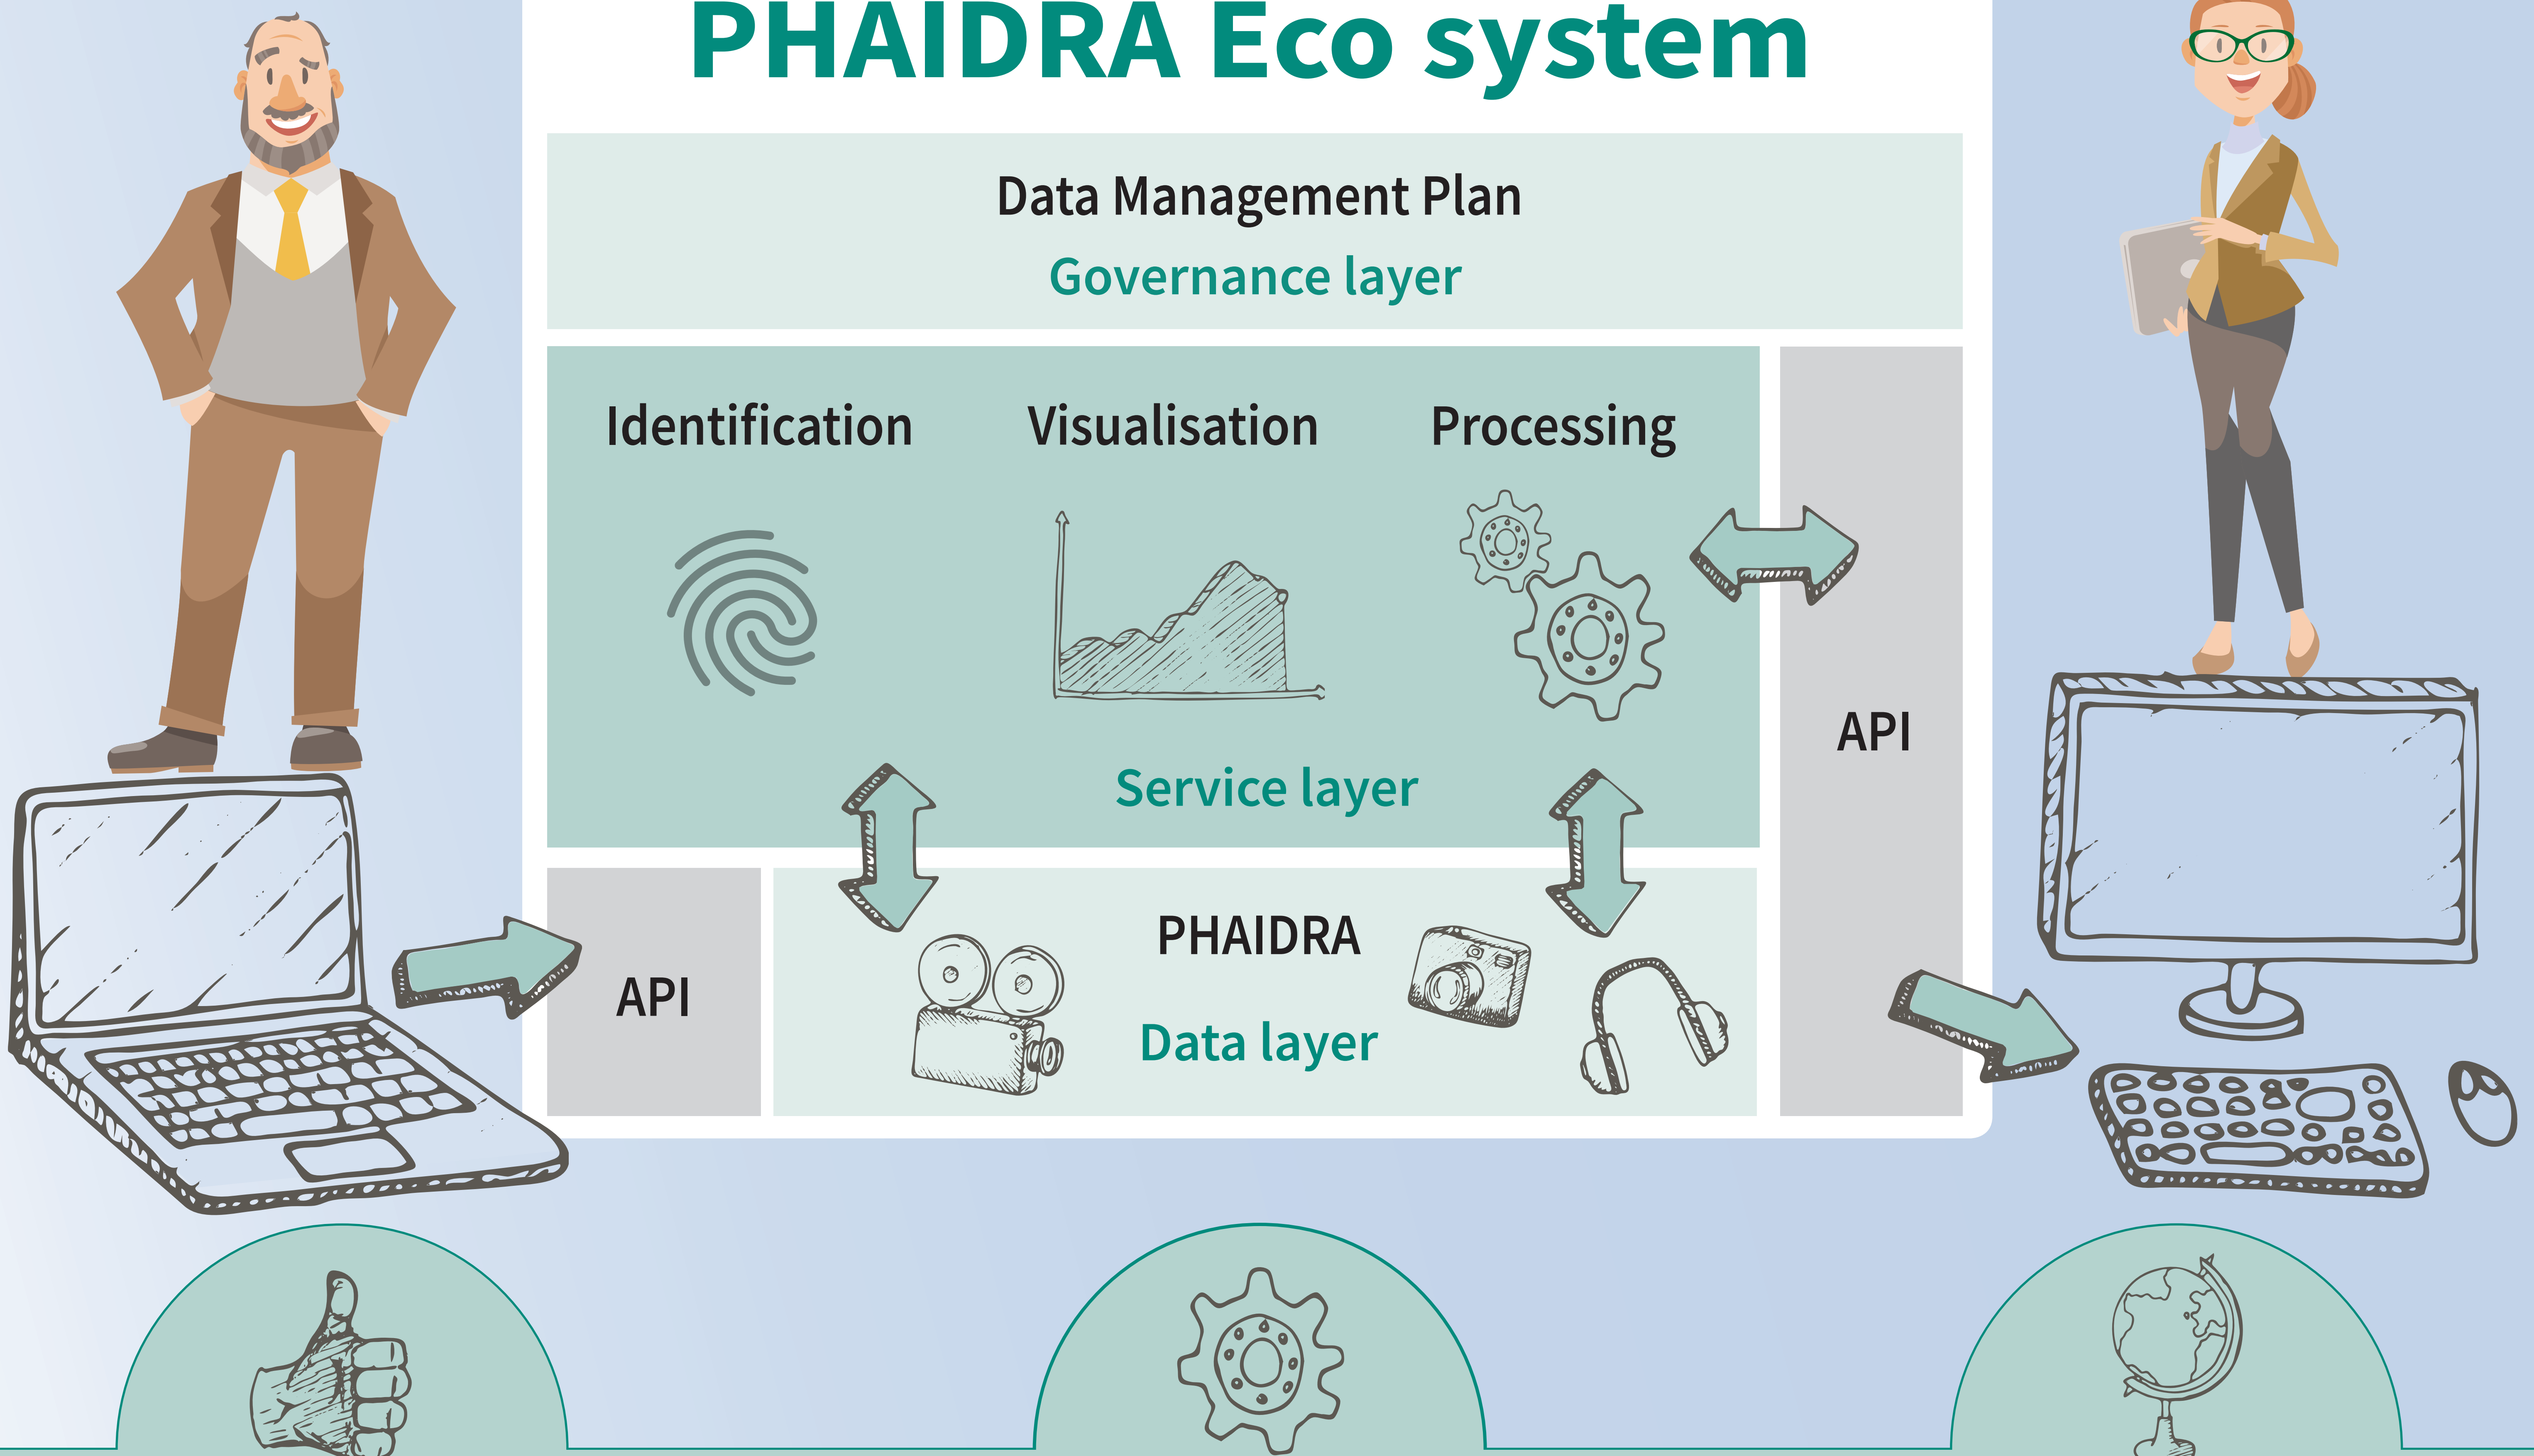 PHAIDRA Eco system
Data Management Plan
Governance layer
Identification
Visualisation
Processing
Service layer
API
API
PHAIDRA
Data layer